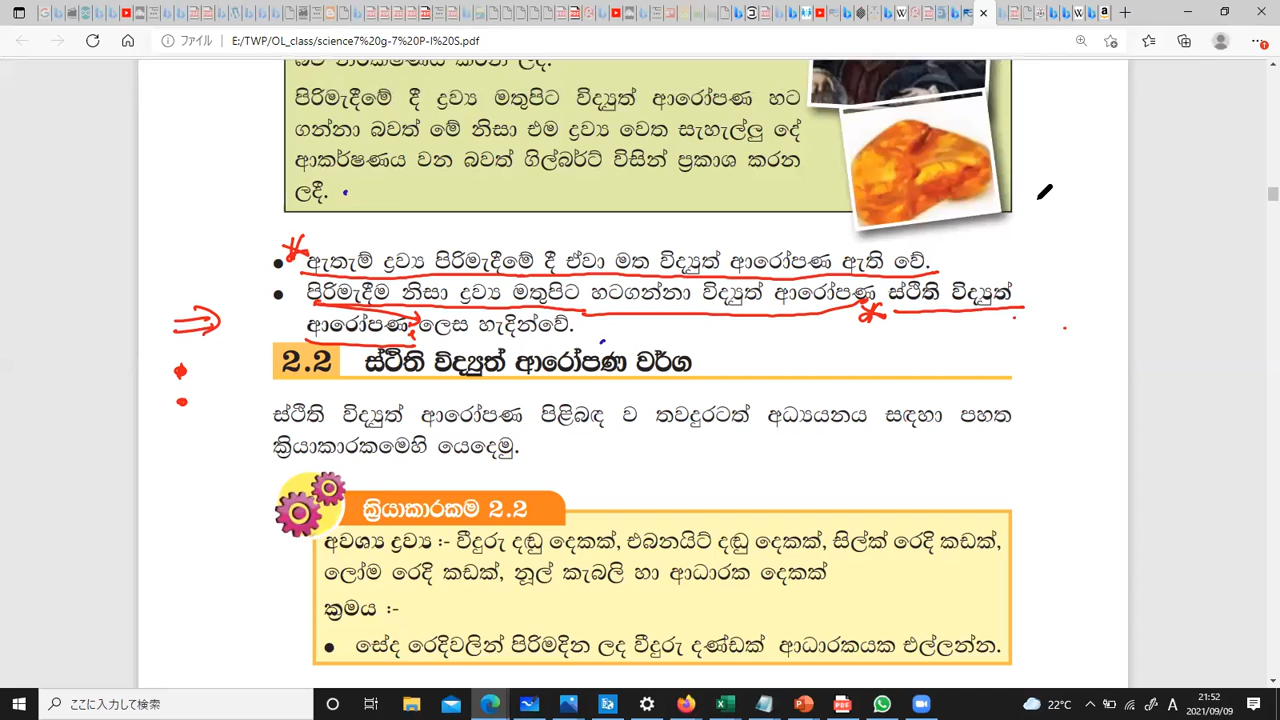 ファイル
E:/TWP/OL_class/science7%20g-7%20P-I%20S.pdf
බව නිරීක්ෂණය කරන ලදී.
පිරිමැදීමේ දී ද්‍රව්‍ය මතුපිට විද්‍යුත් ආරෝපණ හට
ගන්නා බවත් මේ නිසා එම ද්‍රව්‍ය වෙත සැහැල්ලු දේ
ආකර්ෂණය වන බවත් ගිල්බර්ට් විසින් ප්‍රකාශ කරන
ලදී.
● ඇතැම් ද්‍රව්‍ය පිරිමැදීමේ දී ඒවා මත විද්‍යුත් ආරෝපණ ඇති වේ.
● පිරිමැදීම නිසා ද්‍රව්‍ය මතුපිට හටගන්නා විද්‍යුත් ආරෝපණ ස්ථිති විද්‍යුත්
ආරෝපණ ලෙස හැදින්වේ.
2.2 ස්ථිති විද්‍යුත් ආරෝපණ වර්ග
ස්ථිති විද්‍යුත් ආරෝපණ පිළිබඳ ව තවදුරටත් අධ්‍යයනය සඳහා පහත
ක්‍රියාකාරකමෙහි යෙදෙමු.
ක්‍රියාකාරකම 2.2
අවශ්‍ය ද්‍රව්‍ය :- වීදුරු දඬු දෙකක්, එබනයිට් දඬු දෙකක්, සිල්ක් රෙදි කඩක්,
ලෝම රෙදි කඩක්, නූල් කැබලි හා ආධාරක දෙකක්
ක්‍රමය :-
● සේද රෙදිවලින් පිරිමදින ලද වීදුරු දණ්ඩක් ආධාරකයක එල්ලන්න.
ここに入力して検索
22°C
A
21:52
2021/09/09